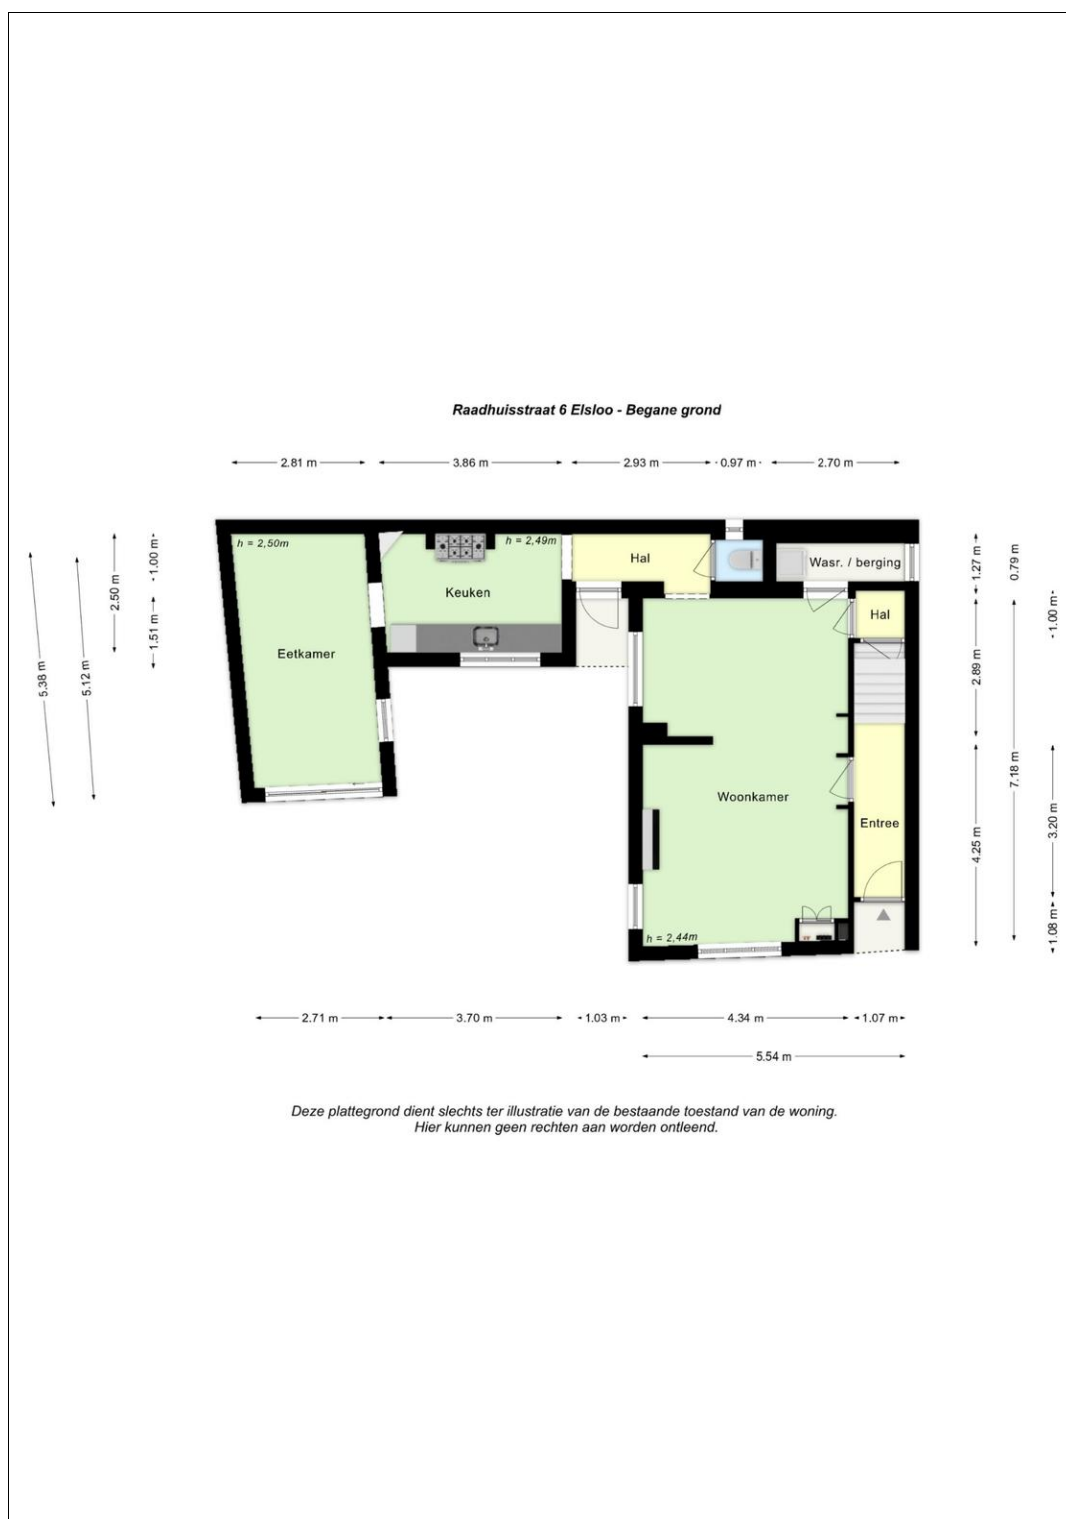 Raadhuisstraat 6 Elsloo - Begane grond
2.81 m
3.86 m
2.93 m
0.97 m
2.70 m
h = 2,50m
h = 2,49m
Hal
Wasr. / berging
Keuken
Hal
Eetkamer
Woonkamer
Entree
h = 2,44m
5.38 m
5.12 m
2.50 m
1.00 m
1.51 m
1.27 m
0.79 m
1.00 m
2.89 m
7.18 m
3.20 m
4.25 m
1.08 m
2.71 m
3.70 m
1.03 m
4.34 m
1.07 m
5.54 m
Deze plattegrond dient slechts ter illustratie van de bestaande toestand van de woning.
Hier kunnen geen rechten aan worden ontleend.